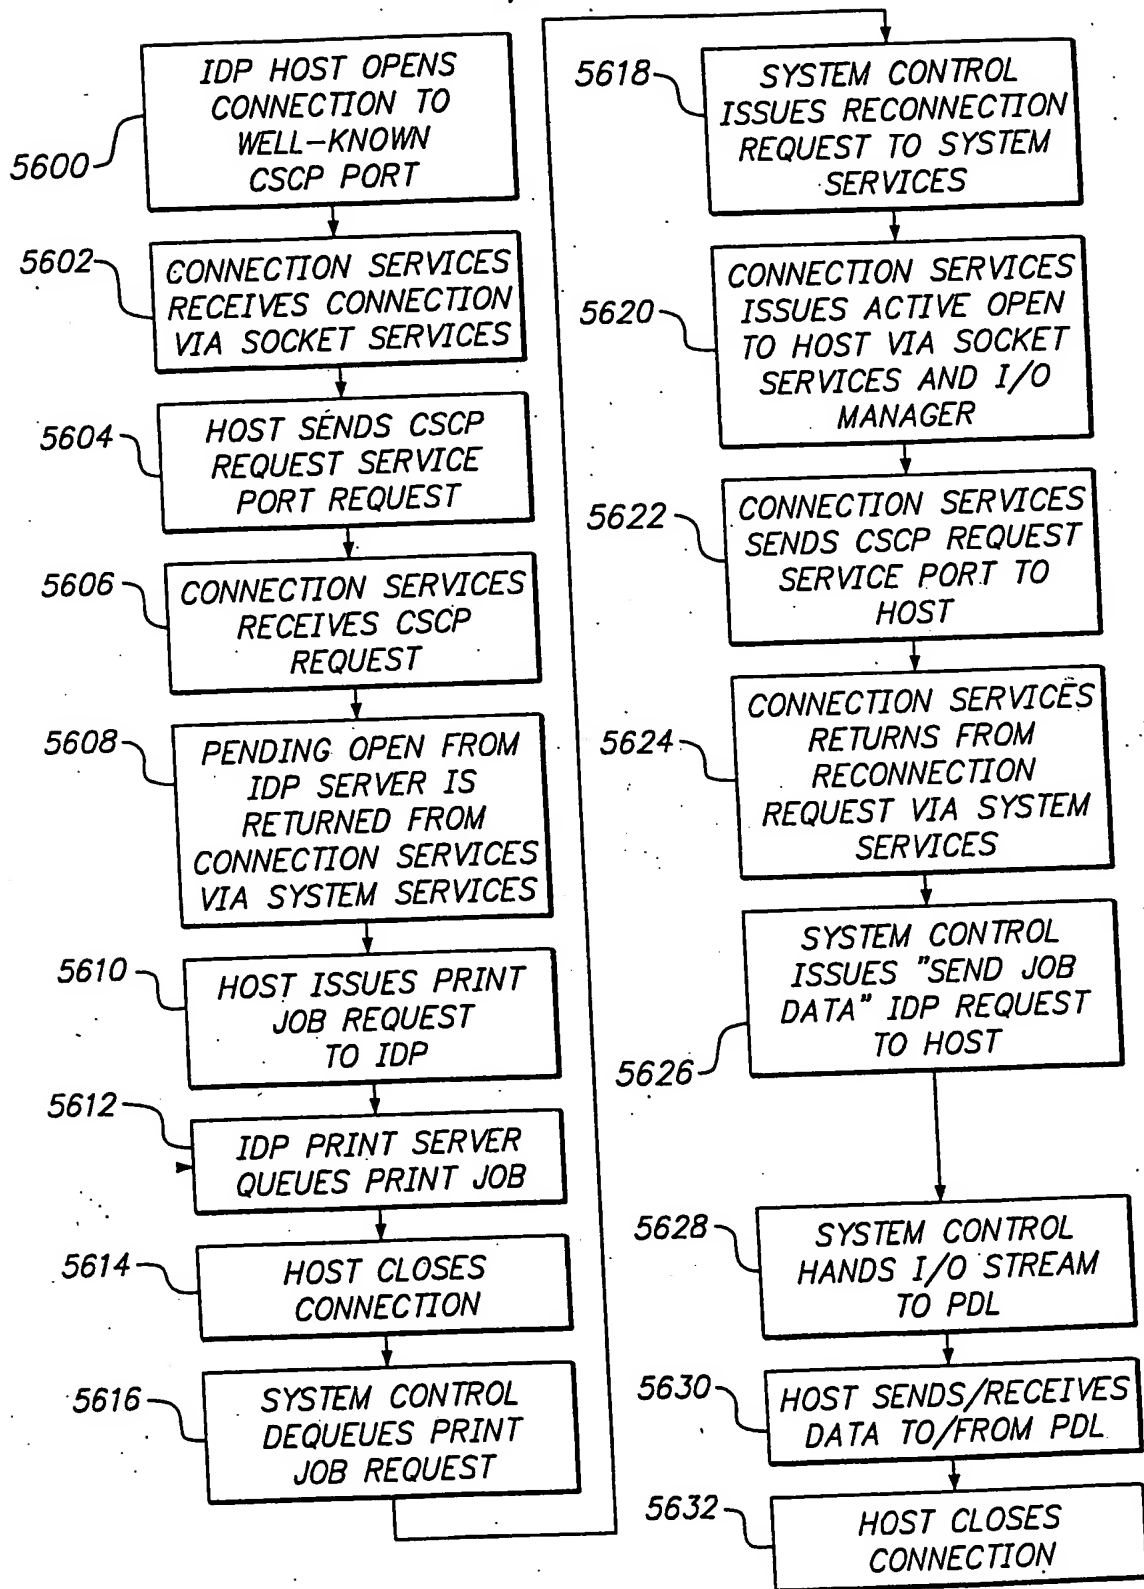 5600
IDP HOST OPENS
CONNECTION TO
WELL-KNOWN
CSCP PORT
5602
CONNECTION SERVICES
RECEIVES CONNECTION
VIA SOCKET SERVICES
5604
HOST SENDS CSCP
REQUEST SERVICE
PORT REQUEST
5606
CONNECTION SERVICES
RECEIVES CSCP
REQUEST
5608
PENDING OPEN FROM
IDP SERVER IS
RETURNED FROM
CONNECTION SERVICES
VIA SYSTEM SERVICES
5610
HOST ISSUES PRINT
JOB REQUEST
TO IDP
5612
IDP PRINT SERVER
QUEUES PRINT JOB
5614
HOST CLOSES
CONNECTION
5616
SYSTEM CONTROL
DEQUEUES PRINT
JOB REQUEST
5618
SYSTEM CONTROL
ISSUES RECONNECTION
REQUEST TO SYSTEM
SERVICES
5620
CONNECTION SERVICES
ISSUES ACTIVE OPEN
TO HOST VIA SOCKET
SERVICES AND I/O
MANAGER
5622
CONNECTION SERVICES
SENDS CSCP REQUEST
SERVICE PORT TO
HOST
5624
CONNECTION SERVICES
RETURNS FROM
RECONNECTION
REQUEST VIA SYSTEM
SERVICES
5626
SYSTEM CONTROL
ISSUES "SEND JOB
DATA" IDP REQUEST
TO HOST
5628
SYSTEM CONTROL
HANDS I/O STREAM
TO PDL
5630
HOST SENDS/RECEIVES
DATA TO/FROM PDL
5632
HOST CLOSES
CONNECTION